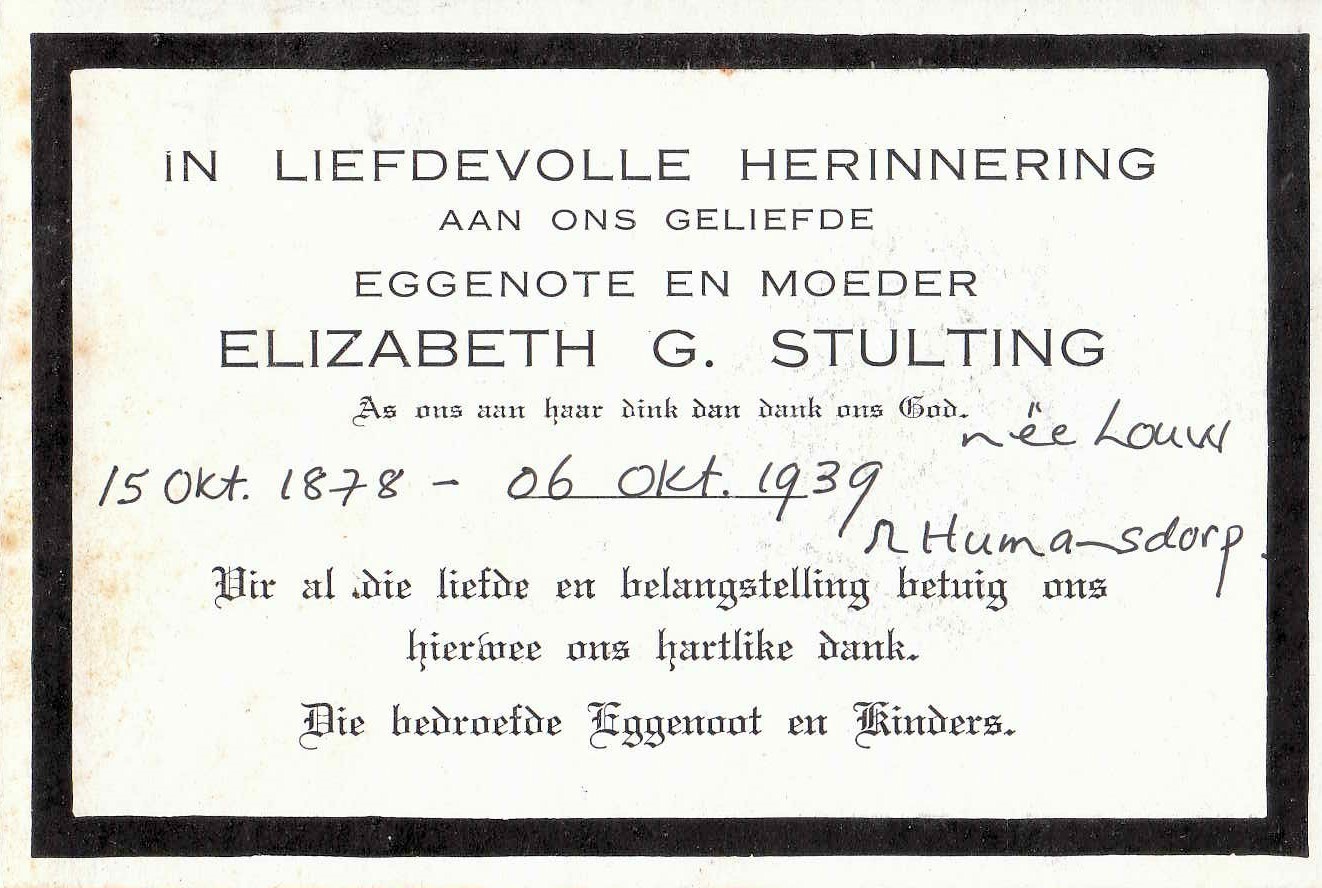 IN LIEFDEVOLLE HERINNERING
AAN ONS GELIEFDE
EGGENOTE EN MOEDER
ELIZABETH G. STULTING
As ons aan haar dink dan dank ons God.
nëe Louw
15 Okt. 1878 - 06 Okt. 1939
Humansdorp.
Vir al die liefde en belangstelling betuig ons
hiermee ons hartlike dank.
Die bedroefde Eggenoot en Kinders.